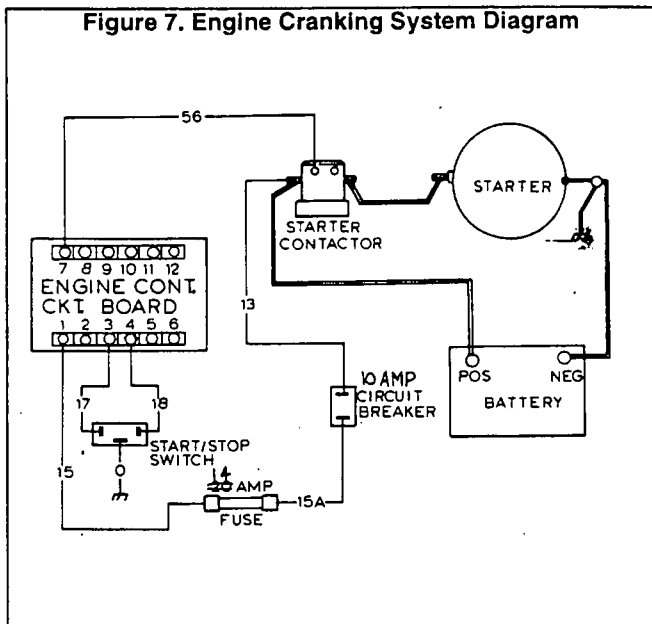 Figure 7. Engine Cranking System Diagram
56
STARTER
STARTER
CONTACTOR
7 8 9 10 11 12
ENGINE CONT.
CKT. BOARD
1 2 3 4 5 6
13
17
18
START/STOP
SWITCH
0
15
10 AMP
CIRCUIT
BREAKER
POS
NEG
BATTERY
4
AMP
FUSE
15A